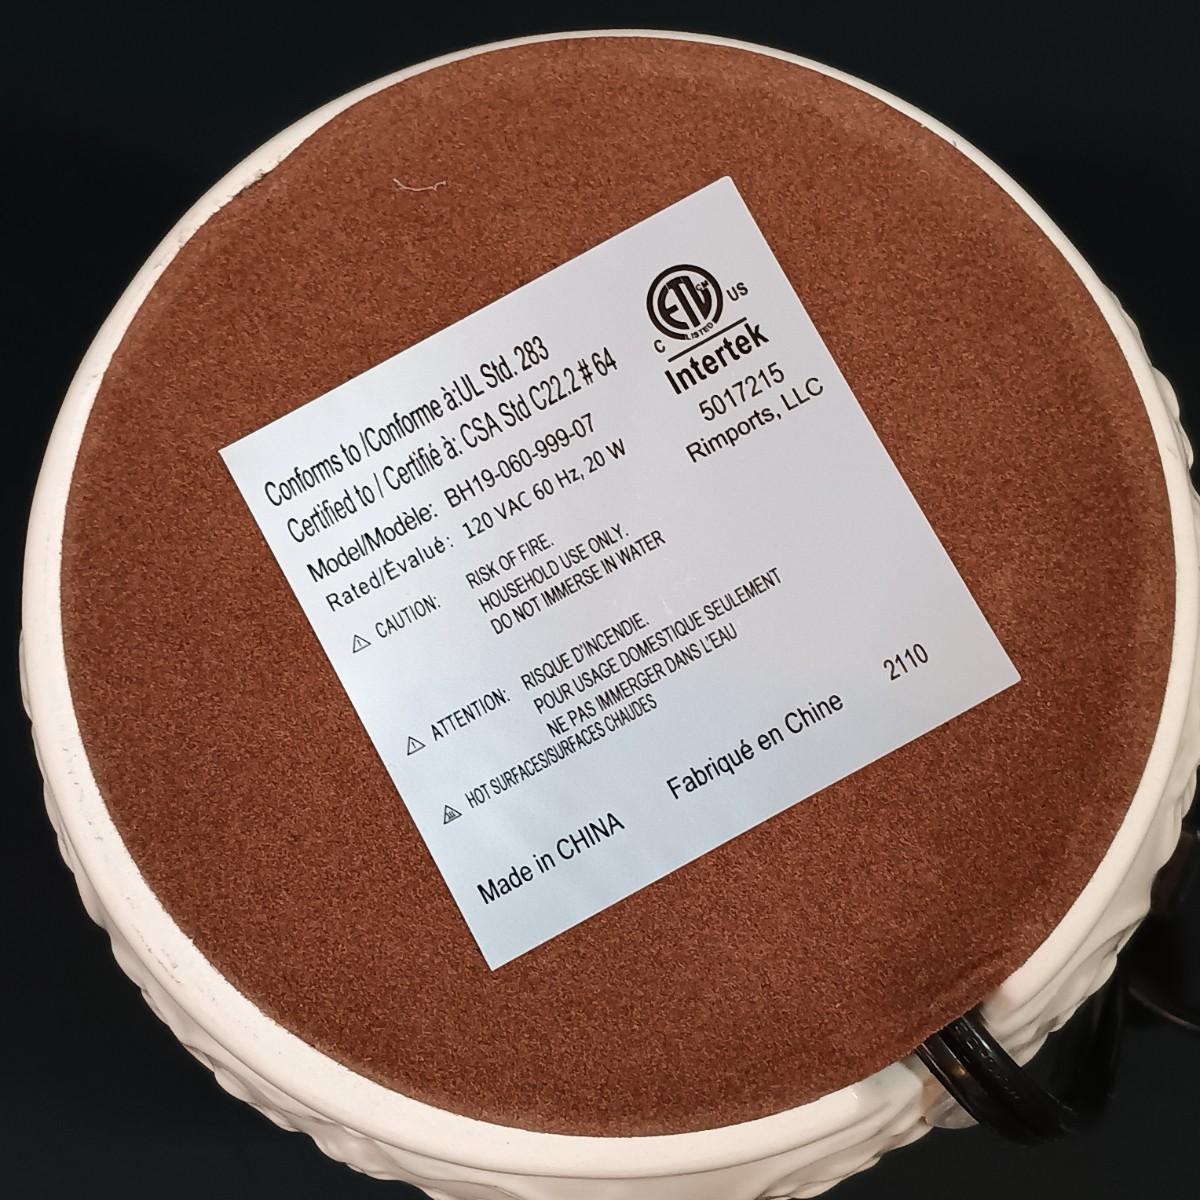 Conforms to /Conforme à:UL Std. 283
Certified to / Certifié à: CSA Std C22.2 # 64
Model/Modèle: BH19-060-999-07
Rated/Évalué: 120 VAC 60 Hz, 20 W
ETL CM
LISTED
C US
Intertek
5017215
Rimports, LLC
CAUTION: RISK OF FIRE.
HOUSEHOLD USE ONLY.
DO NOT IMMERSE IN WATER
ATTENTION: RISQUE D'INCENDIE.
POUR USAGE DOMESTIQUE SEULEMENT
NE PAS IMMERGER DANS L'EAU
HOT SURFACES/SURFACES CHAUDES
Made in CHINA Fabriqué en Chine 2110